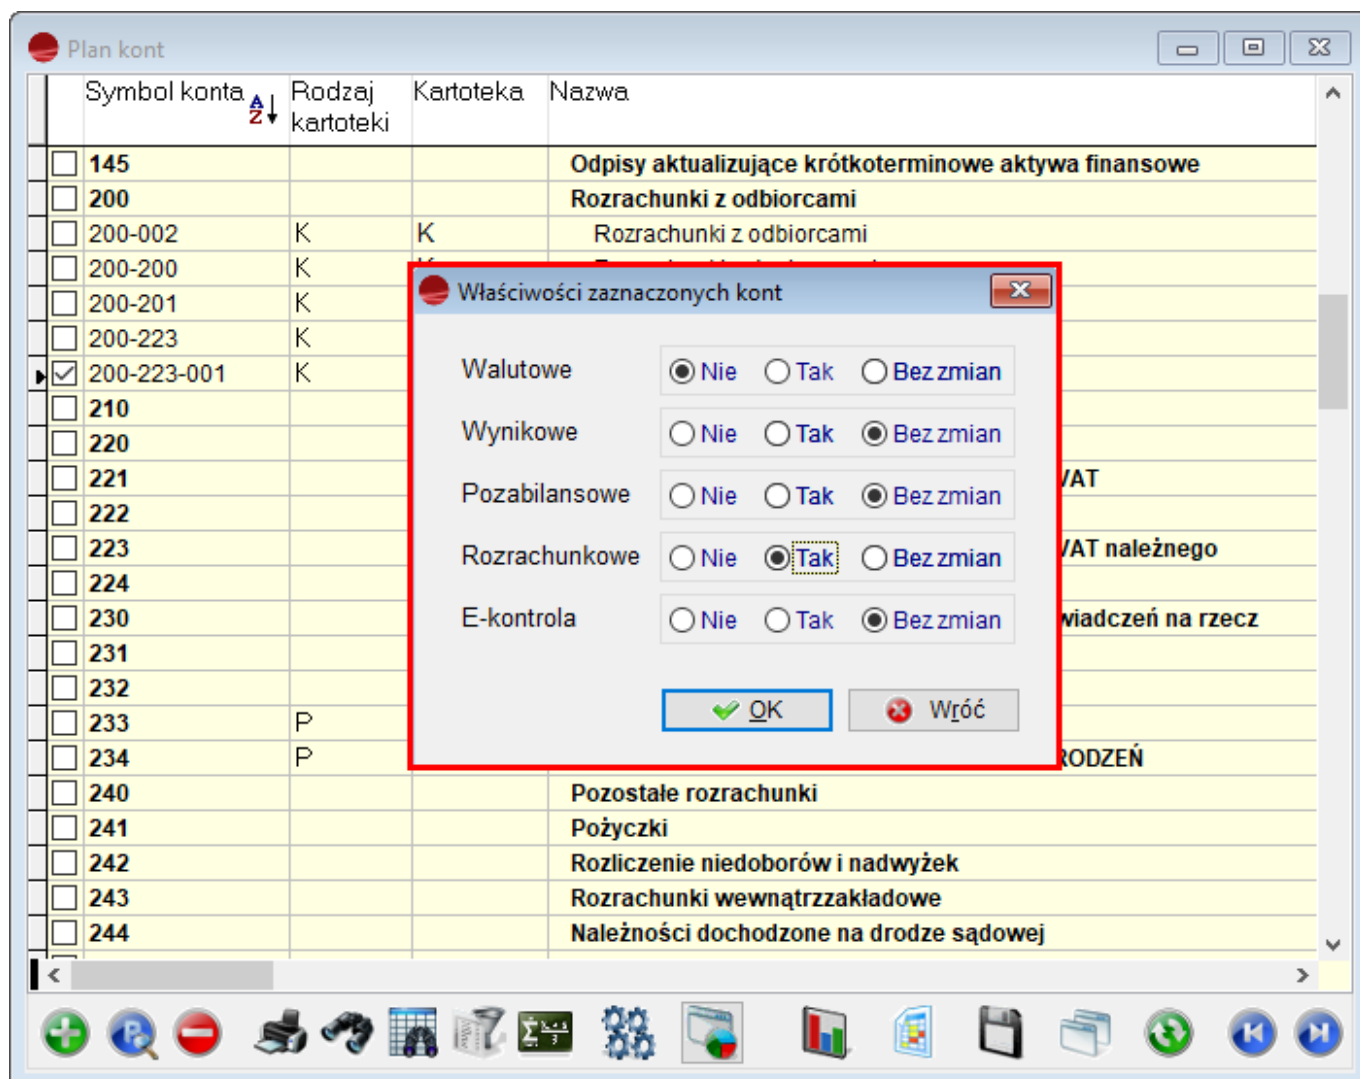 Plan kont
Symbol konta Rodzaj kartoteki Kartoteka Nazwa
145 Odpisy aktualizujące krótkoterminowe aktywa finansowe
200 Rozrachunki z odbiorcami
200-002 K K Rozrachunki z odbiorcami
200-200 K
200-201 K
200-223 K
200-223-001 K
210
220
221 VAT
222
223 VAT należnego
224
230 wiadczeń na rzecz
231
232
233 P
234 P RODZEŃ
240 Pozostałe rozrachunki
241 Pożyczki
242 Rozliczenie niedoborów i nadwyżek
243 Rozrachunki wewnątrzzakładowe
244 Należności dochodzone na drodze sądowej
Właściwości zaznaczonych kont
Walutowe Nie Tak Bez zmian
Wynikowe Nie Tak Bez zmian
Pozabilansowe Nie Tak Bez zmian
Rozrachunkowe Nie Tak Bez zmian
E-kontrola Nie Tak Bez zmian
OK Wróć